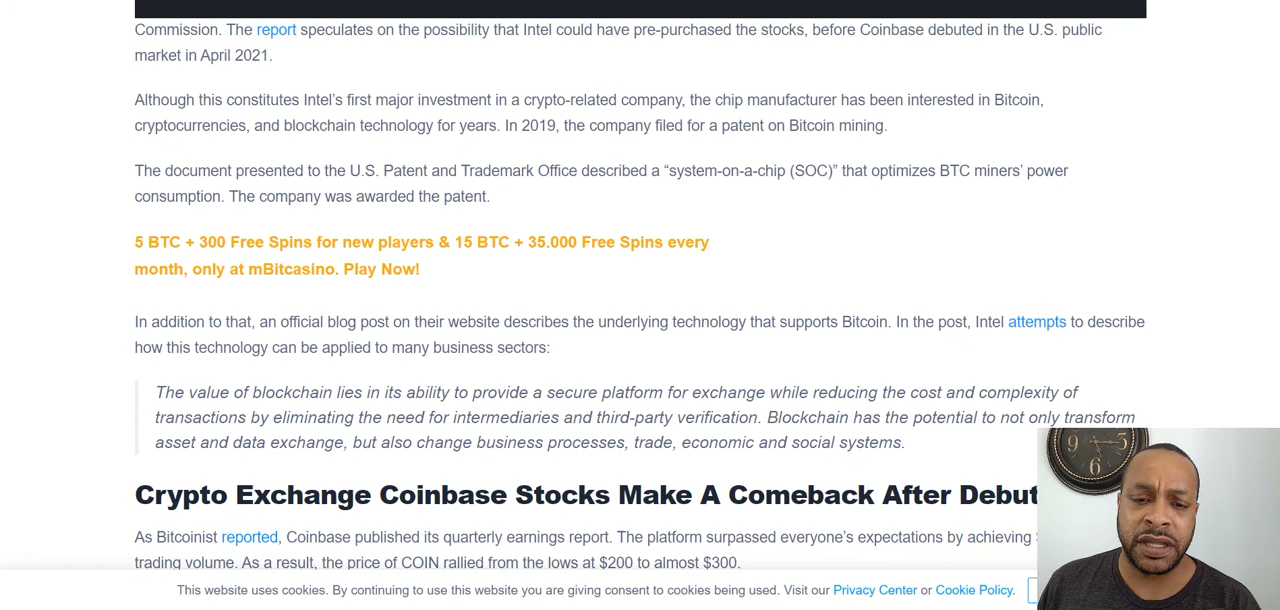 Commission. The report speculates on the possibility that Intel could have pre-purchased the stocks, before Coinbase debuted in the U.S. public
market in April 2021.
Although this constitutes Intel’s first major investment in a crypto-related company, the chip manufacturer has been interested in Bitcoin,
cryptocurrencies, and blockchain technology for years. In 2019, the company filed for a patent on Bitcoin mining.
The document presented to the U.S. Patent and Trademark Office described a “system-on-a-chip (SOC)” that optimizes BTC miners’ power
consumption. The company was awarded the patent.
5 BTC + 300 Free Spins for new players & 15 BTC + 35.000 Free Spins every
month, only at mBitcasino. Play Now!
In addition to that, an official blog post on their website describes the underlying technology that supports Bitcoin. In the post, Intel attempts to describe
how this technology can be applied to many business sectors:
The value of blockchain lies in its ability to provide a secure platform for exchange while reducing the cost and complexity of
transactions by eliminating the need for intermediaries and third-party verification. Blockchain has the potential to not only transform
asset and data exchange, but also change business processes, trade, economic and social systems.
Crypto Exchange Coinbase Stocks Make A Comeback After Debut
As Bitcoinist reported, Coinbase published its quarterly earnings report. The platform surpassed everyone’s expectations by achieving
trading volume. As a result, the price of COIN rallied from the lows at $200 to almost $300.
This website uses cookies. By continuing to use this website you are giving consent to cookies being used. Visit our Privacy Center or Cookie Policy.
9 3
6